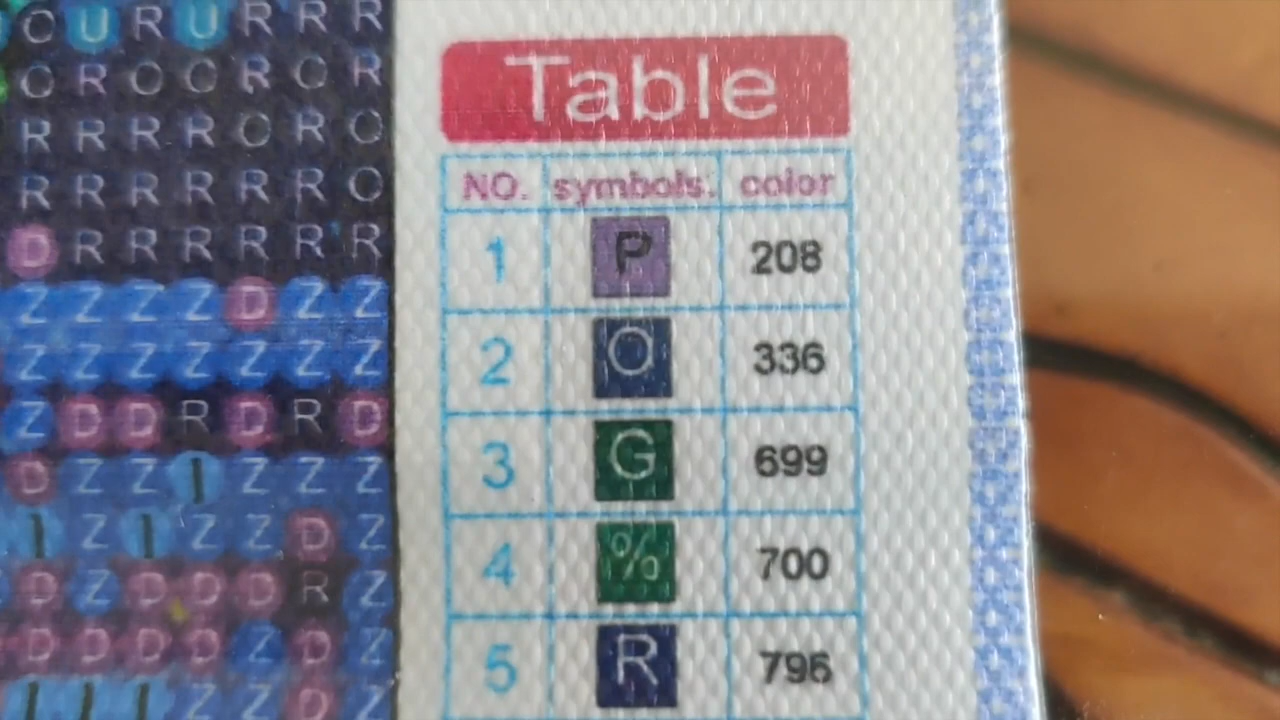 C U R U R R R Z
C R C C R C R
R R R R O R O
R R R R R R O
D R R R R R R
Z Z Z Z D Z Z
Z Z Z Z Z Z Z
Z D D R D R D
D Z Z I Z Z Z
I Z I Z Z D Z
D Z D D D R Z
D D D D Z D Z
I I I Z Z D Z
Table
NO. symbols. color
1 P 208
2 O 336
3 G 699
4 % 700
5 R 796